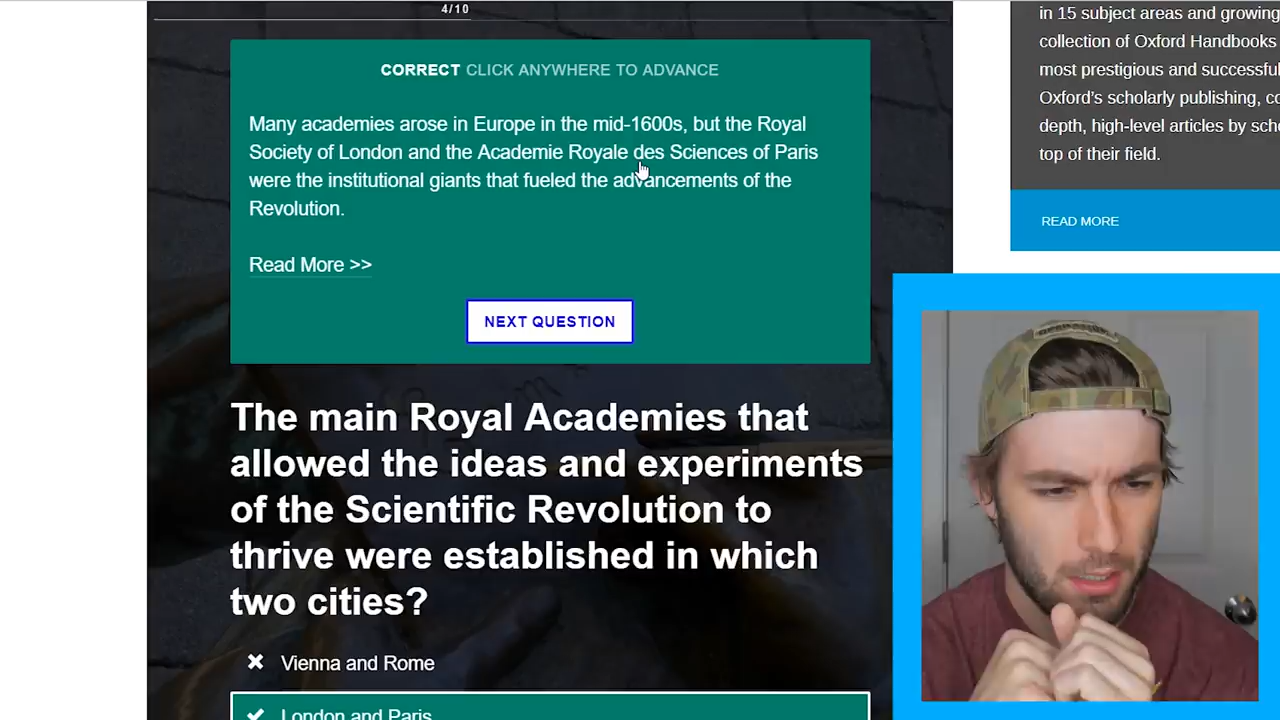 4/10
CORRECT CLICK ANYWHERE TO ADVANCE
Many academies arose in Europe in the mid-1600s, but the Royal
Society of London and the Academie Royale des Sciences of Paris
were the institutional giants that fueled the advancements of the
Revolution.
Read More >>
NEXT QUESTION
The main Royal Academies that
allowed the ideas and experiments
of the Scientific Revolution to
thrive were established in which
two cities?
Vienna and Rome
London and Paris
in 15 subject areas and growing
collection of Oxford Handbooks
most prestigious and successful
Oxford's scholarly publishing,
depth, high-level articles by
top of their field.
READ MORE